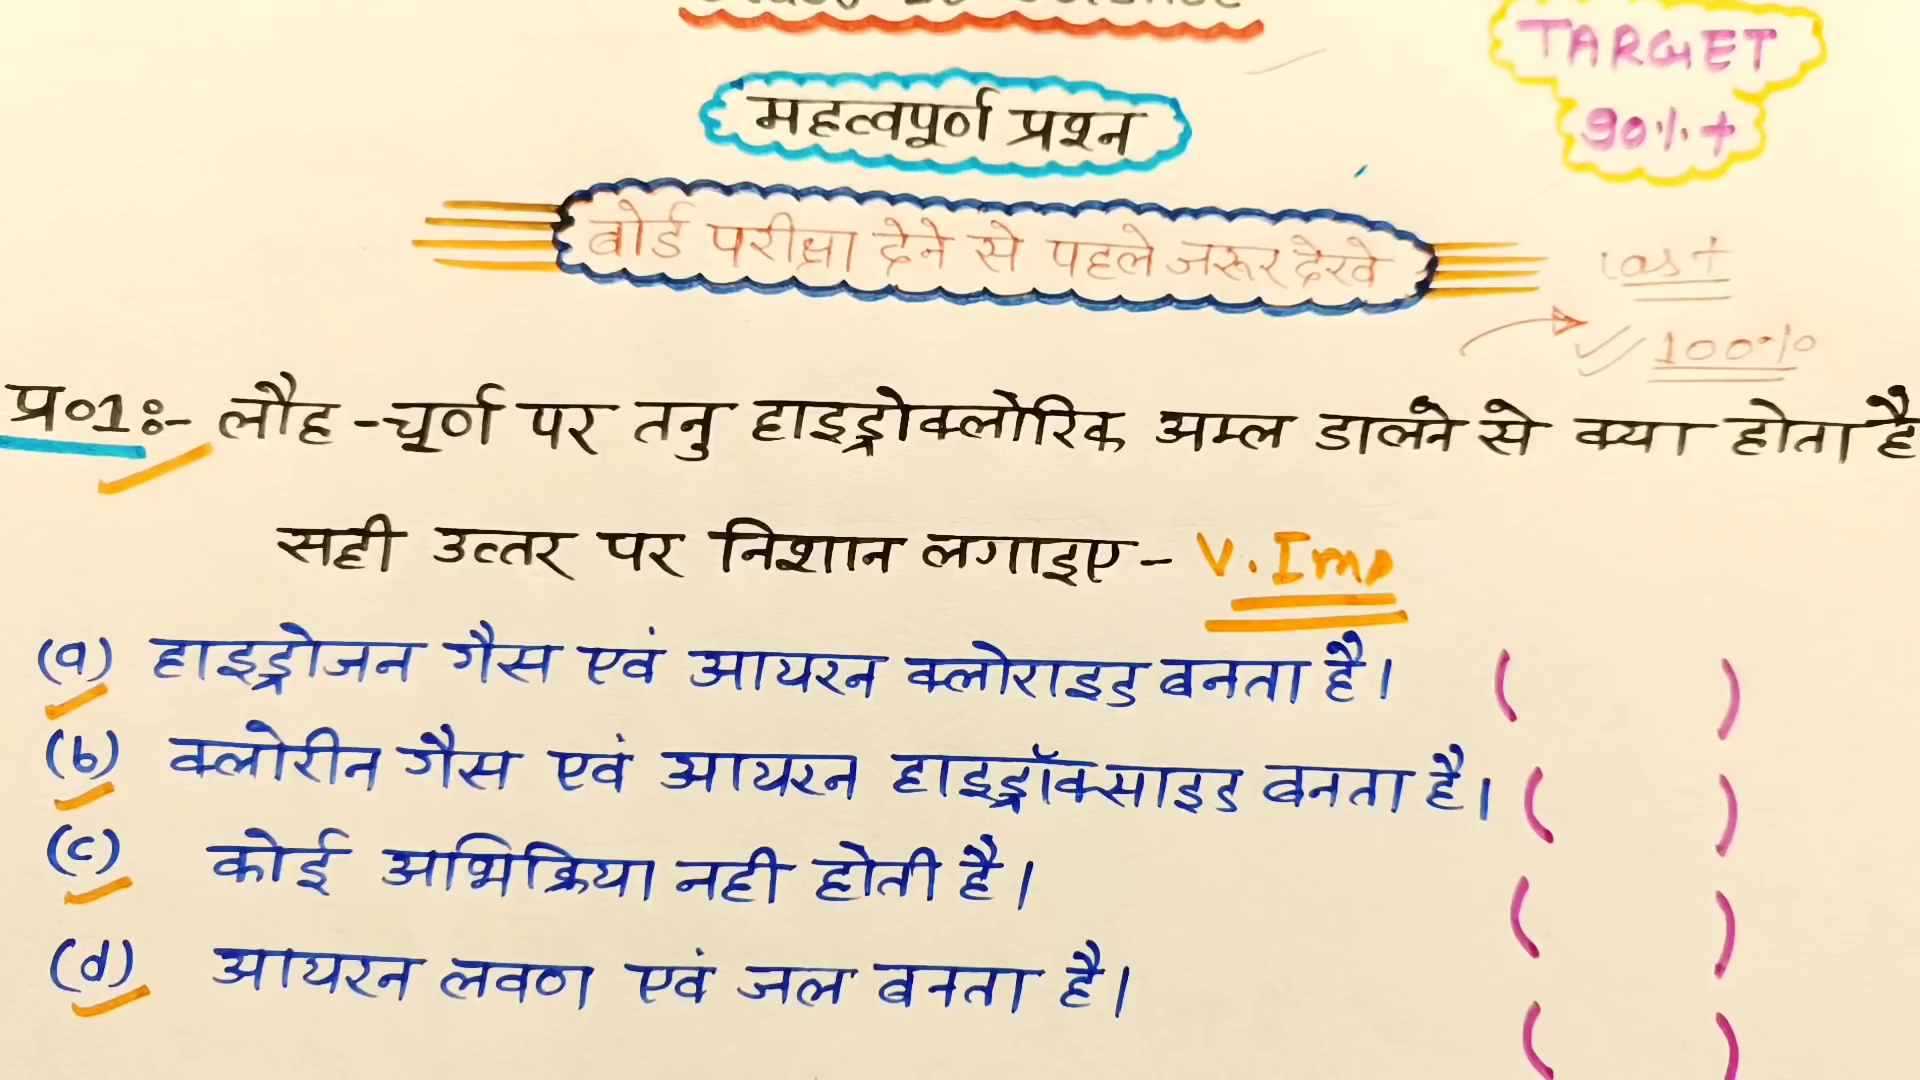 TARGET
90%+
महत्वपूर्ण प्रश्न
बोर्ड परीक्षा देने से पहले जरूर देखे
Last
100%
प्र०1:- लौह-चूर्ण पर तनु हाइड्रोक्लोरिक अम्ल डालने से क्या होता है
सही उत्तर पर निशान लगाइए- V. Imp
(a) हाइड्रोजन गैस एवं आयरन क्लोराइड बनता है। ( )
(b) क्लोरीन गैस एवं आयरन हाइड्रॉक्साइड बनता है। ( )
(c) कोई अभिक्रिया नही होती है। ( )
(d) आयरन लवण एवं जल बनता है। ( )